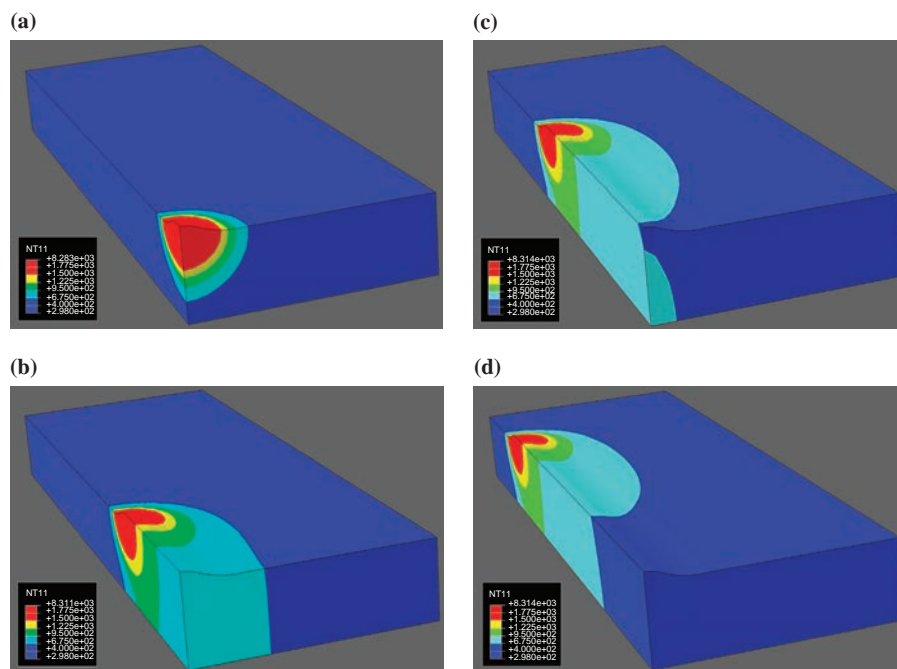 (a)
NT11
+8.283e+03
+1.775e+03
+1.500e+03
+1.225e+03
+9.500e+02
+6.750e+02
+4.000e+02
+2.980e+02
(b)
NT11
+8.311e+03
+1.775e+03
+1.500e+03
+1.225e+03
+9.500e+02
+6.750e+02
+4.000e+02
+2.980e+02
(c)
NT11
+8.314e+03
+1.775e+03
+1.500e+03
+1.225e+03
+9.500e+02
+6.750e+02
+4.000e+02
+2.980e+02
(d)
NT11
+8.314e+03
+1.775e+03
+1.500e+03
+1.225e+03
+9.500e+02
+6.750e+02
+4.000e+02
+2.980e+02